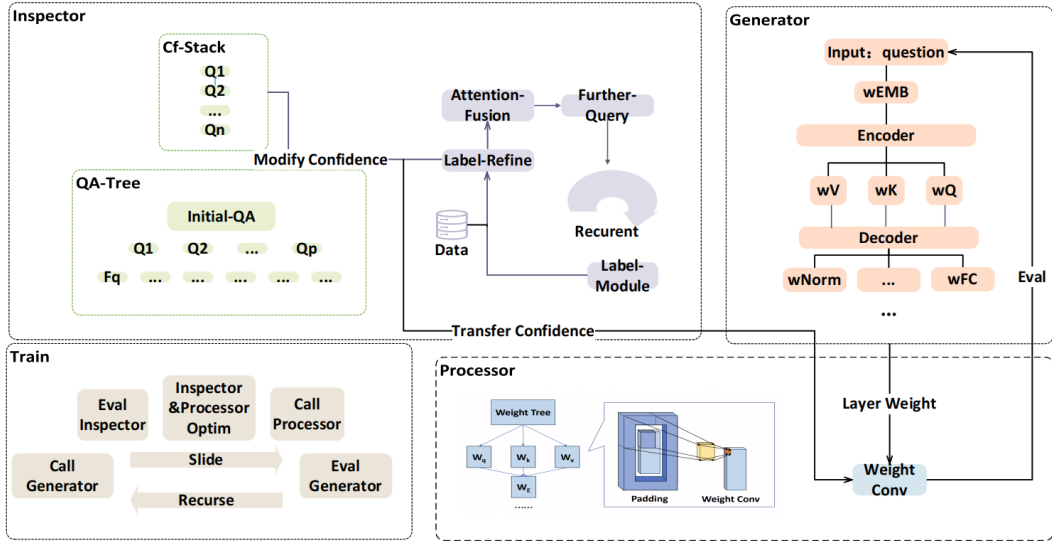 Inspector
Cf-Stack
Q1
Q2
...
Qn
Modify Confidence
QA-Tree
Initial-QA
Q1 Q2 ... Qp
Fq ... ... ... ... ...
Attention-
Fusion
Further-
Query
Label-Refine
Data
Recurent
Label-
Module
Transfer Confidence
Generator
Input：question
wEMB
Encoder
wV wK wQ
Decoder
wNorm ... wFC
...
Eval
Layer Weight
Train
Eval
Inspector
Inspector
&Processor
Optim
Call
Processor
Call
Generator
Slide
Recurse
Eval
Generator
Processor
Weight Tree
Wq Wk Wv
WE
......
Padding
Weight Conv
Weight
Conv